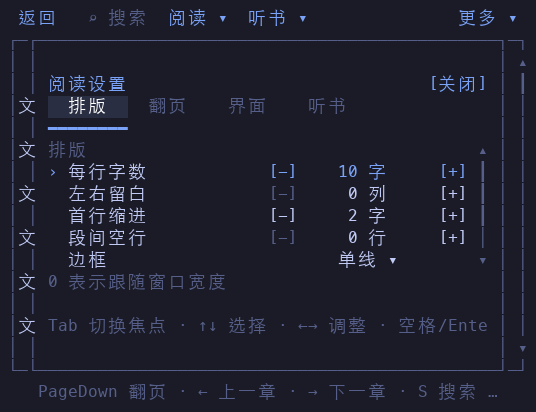 返回 ⌕ 搜索 阅读 ▾ 听书 ▾ 更多 ▾
阅读设置 [关闭]
文 排版 翻页 界面 听书
文 排版
› 每行字数 [−] 10 字 [+]
文 左右留白 [−] 0 列 [+]
首行缩进 [−] 2 字 [+]
文 段间空行 [−] 0 行 [+]
边框 单线 ▾
文 0 表示跟随窗口宽度
文 Tab 切换焦点 · ↑↓ 选择 · ←→ 调整 · 空格/Ente
PageDown 翻页 · ← 上一章 · → 下一章 · S 搜索 …